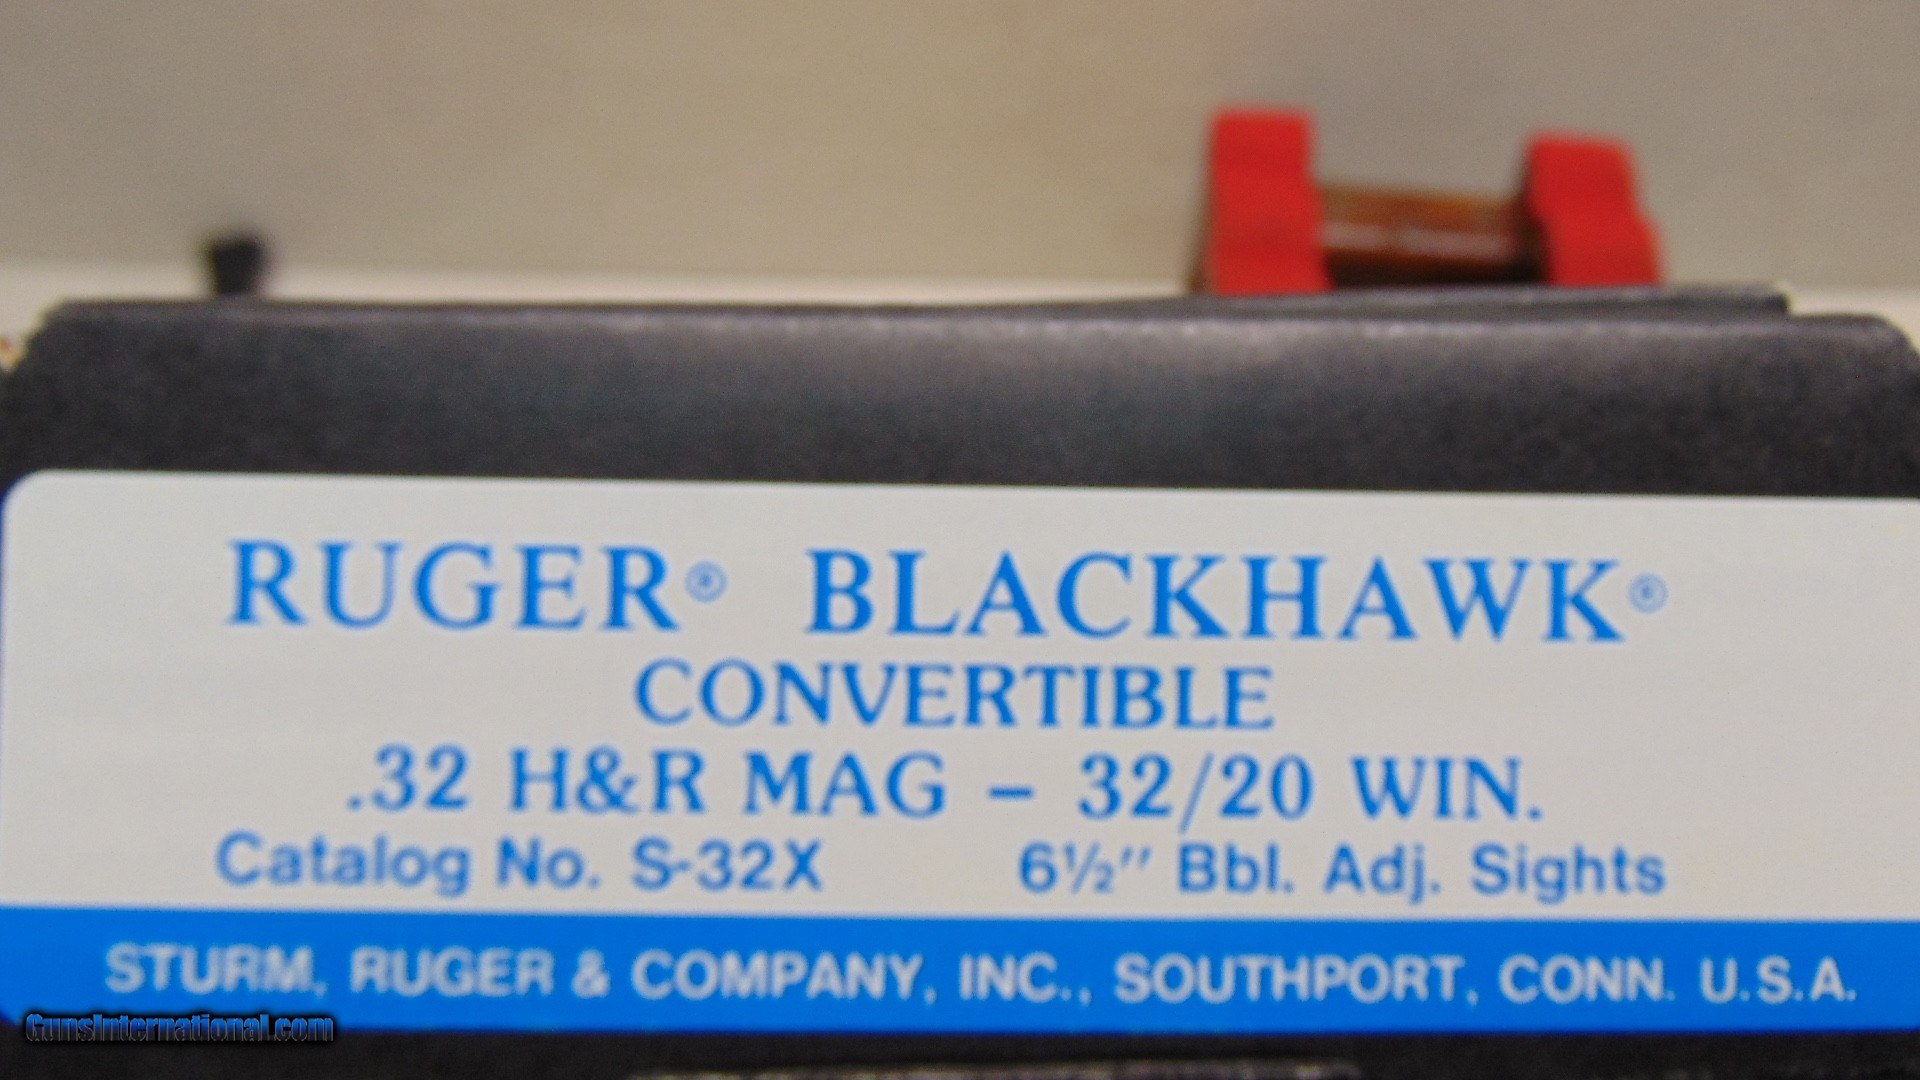 RUGER® BLACKHAWK®
CONVERTIBLE
.32 H&R MAG – 32/20 WIN.
Catalog No. S-32X 6½" Bbl. Adj. Sights
STURM, RUGER & COMPANY, INC., SOUTHPORT, CONN. U.S.A.
GunsInternational.com